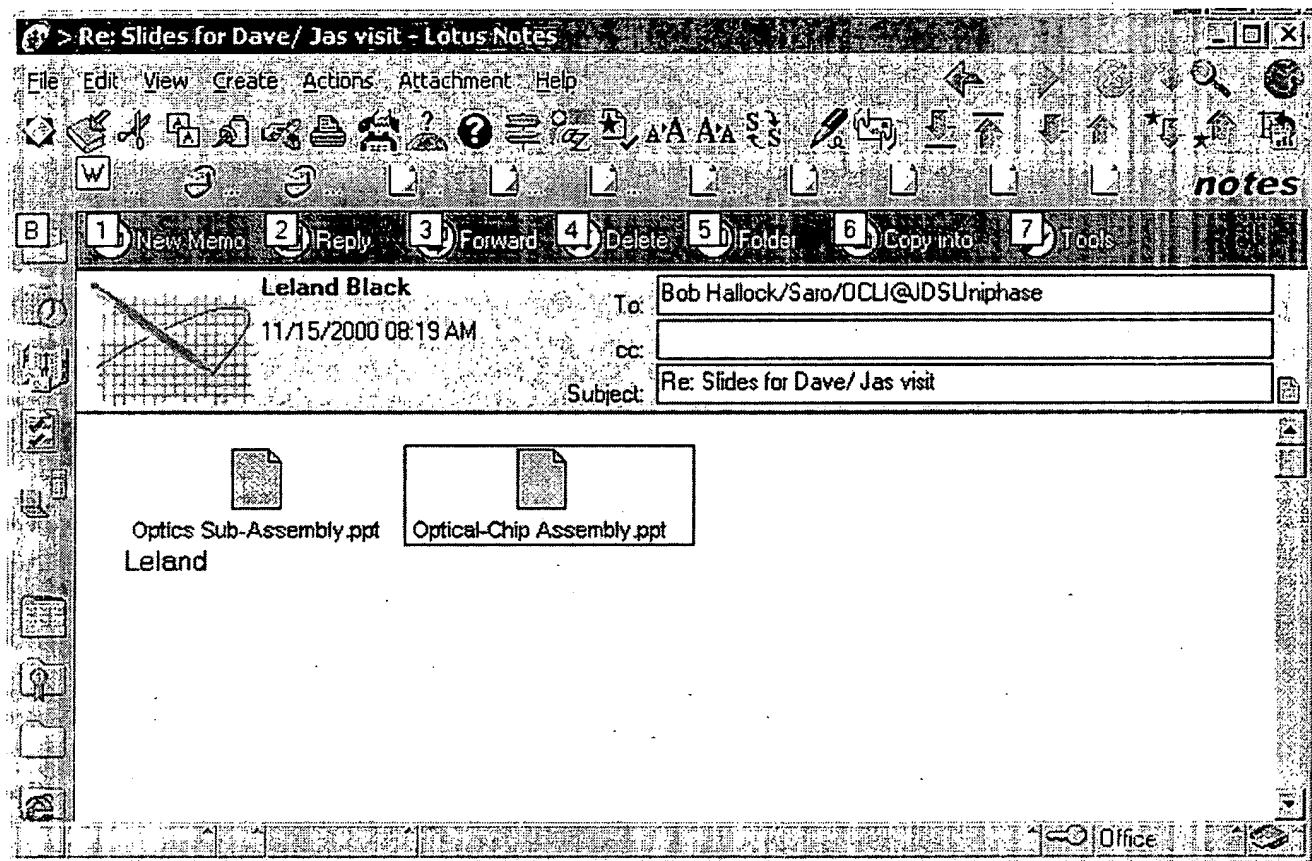 > Re: Slides for Dave/ Jas visit - Lotus Notes
File Edit View Create Actions Attachment Help
W
notes
B 1 New Memo 2 Reply 3 Forward 4 Delete 5 Folder 6 Copy into 7 Tools
Leland Black
11/15/2000 08:19 AM
To: Bob Hallock/Saro/OCLI@JDSUniphase
cc:
Subject: Re: Slides for Dave/ Jas visit
Optics Sub-Assembly.ppt Optical-Chip Assembly.ppt
Leland
Office